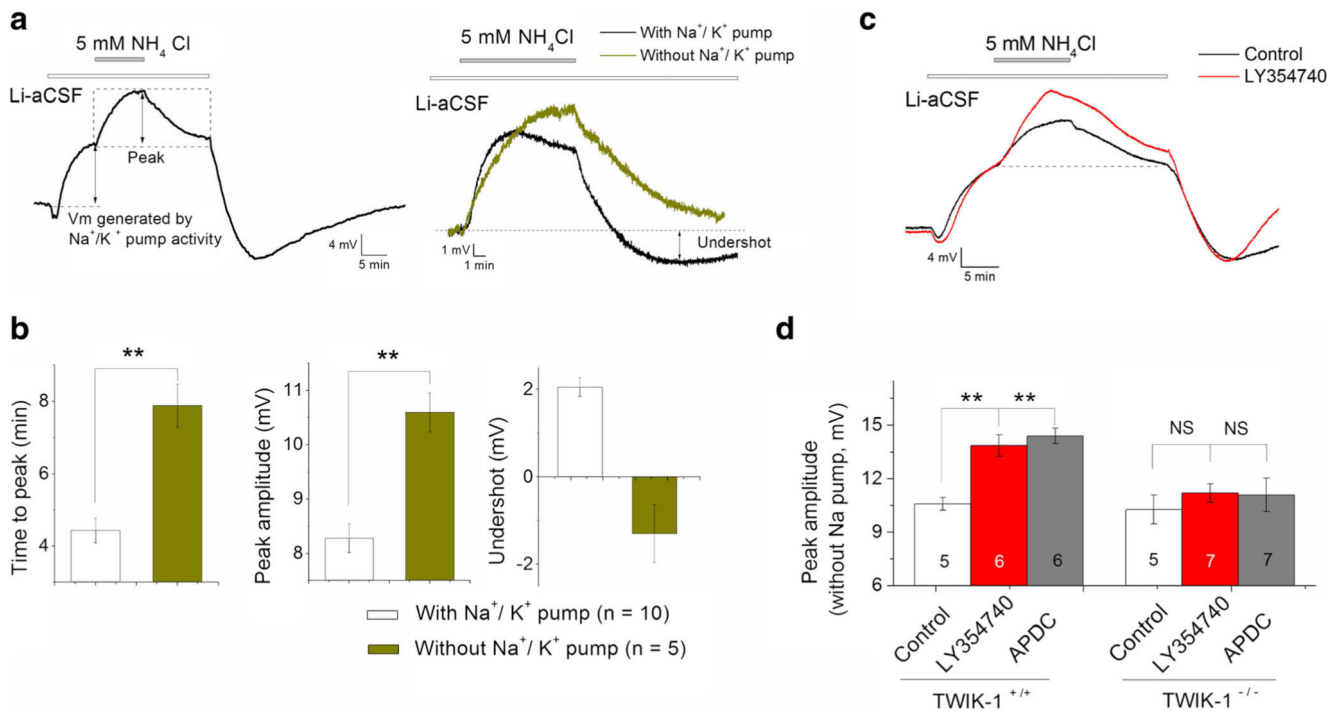 a
5 mM NH4 Cl
Li-aCSF
Peak
Vm generated by
Na+/K+ pump activity
4 mV
5 min
5 mM NH4Cl
With Na+/ K+ pump
Without Na+/ K+ pump
Li-aCSF
Undershot
1 mV
1 min
b
Time to peak (min)
8
6
4
**
Peak amplitude (mV)
11
10
9
8
**
Undershot (mV)
2
0
-2
With Na+/ K+ pump (n = 10)
Without Na+/ K+ pump (n = 5)
c
5 mM NH4Cl
Control
LY354740
Li-aCSF
4 mV
5 min
d
Peak amplitude
(without Na pump, mV)
15
12
9
6
** **
NS NS
5 6 6 5 7 7
Control LY354740 APDC Control LY354740 APDC
TWIK-1 +/+ TWIK-1 -/-